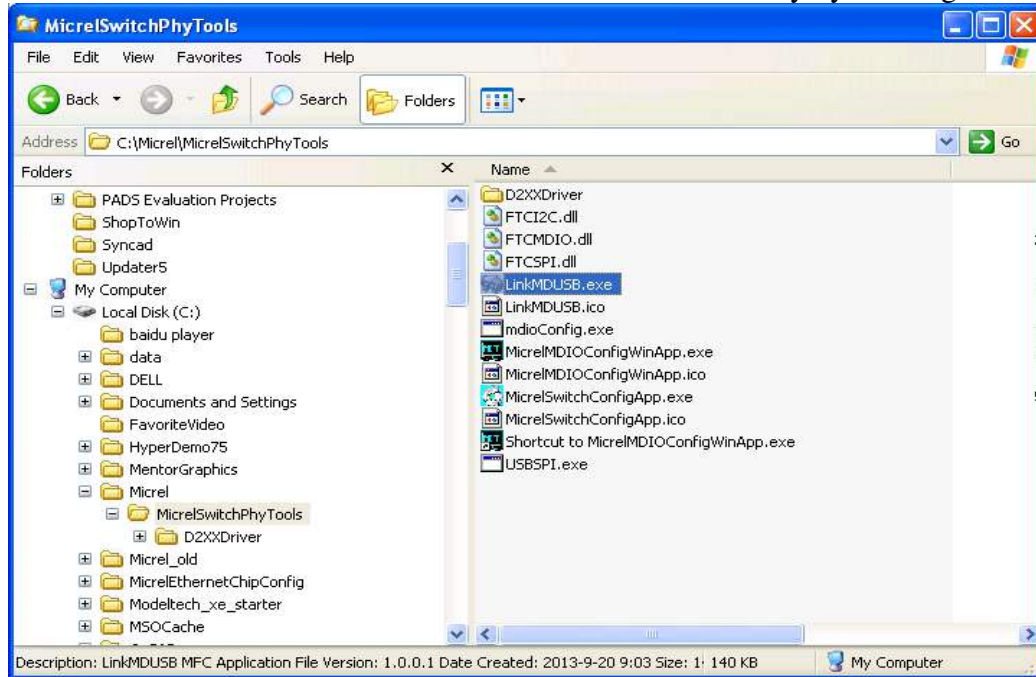 MicrelSwitchPhyTools
File Edit View Favorites Tools Help
Back Search Folders
Address C:\Micrel\MicrelSwitchPhyTools Go
Folders
PADS Evaluation Projects
ShopToWin
Syncad
Updater5
My Computer
Local Disk (C:)
baidu player
data
DELL
Documents and Settings
FavoriteVideo
HyperDemo75
MentorGraphics
Micrel
MicrelSwitchPhyTools
D2XXDriver
Micrel_old
MicrelEthernetChipConfig
Modeltech_xe_starter
MSOCache
Name
D2XXDriver
FTCI2C.dll
FTCMDIO.dll
FTCSPI.dll
LinkMDUSB.exe
LinkMDUSB.ico
mdioConfig.exe
MicrelMDIOConfigWinApp.exe
MicrelMDIOConfigWinApp.ico
MicrelSwitchConfigApp.exe
MicrelSwitchConfigApp.ico
Shortcut to MicrelMDIOConfigWinApp.exe
USBSPI.exe
Description: LinkMDUSB MFC Application File Version: 1.0.0.1 Date Created: 2013-9-20 9:03 Size: 1 140 KB My Computer